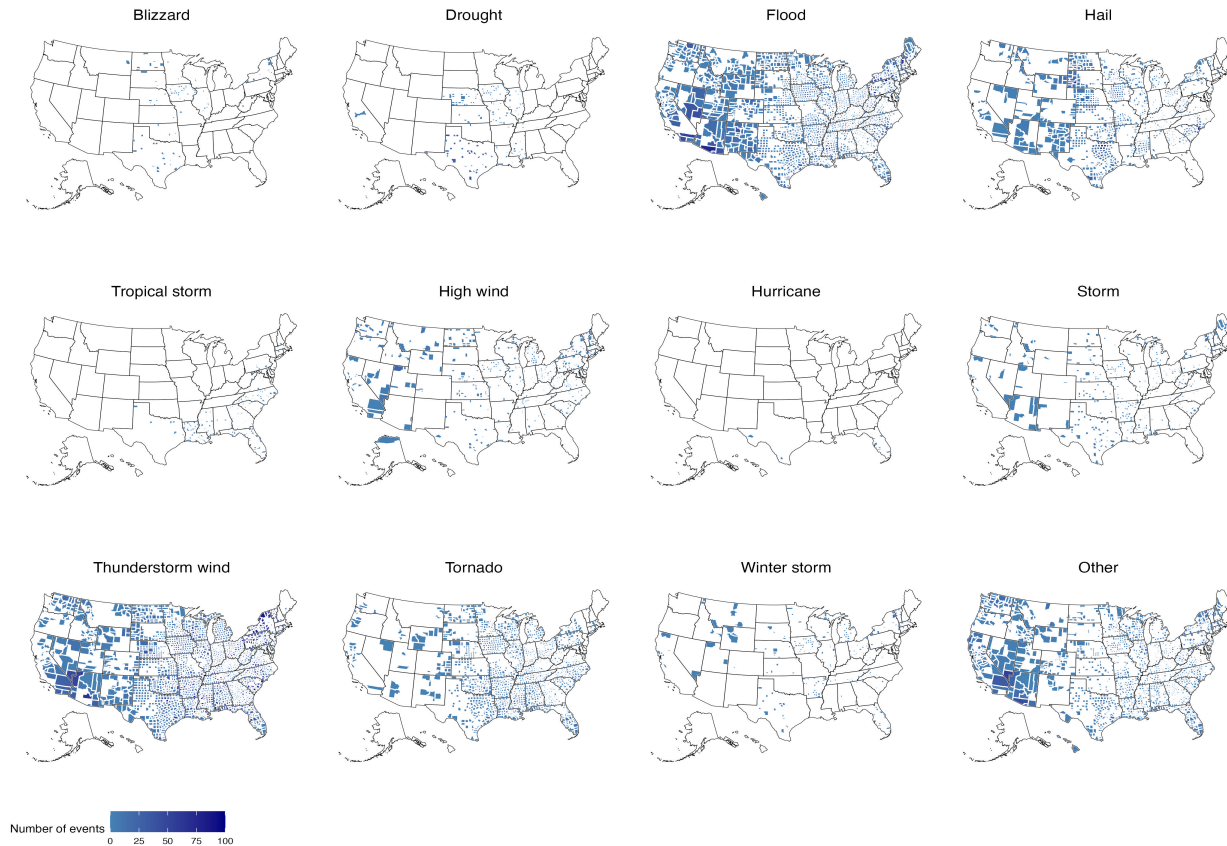 Blizzard
Drought
Flood
Hail
Tropical storm
High wind
Hurricane
Storm
Thunderstorm wind
Tornado
Winter storm
Other
Number of events
0 25 50 75 100